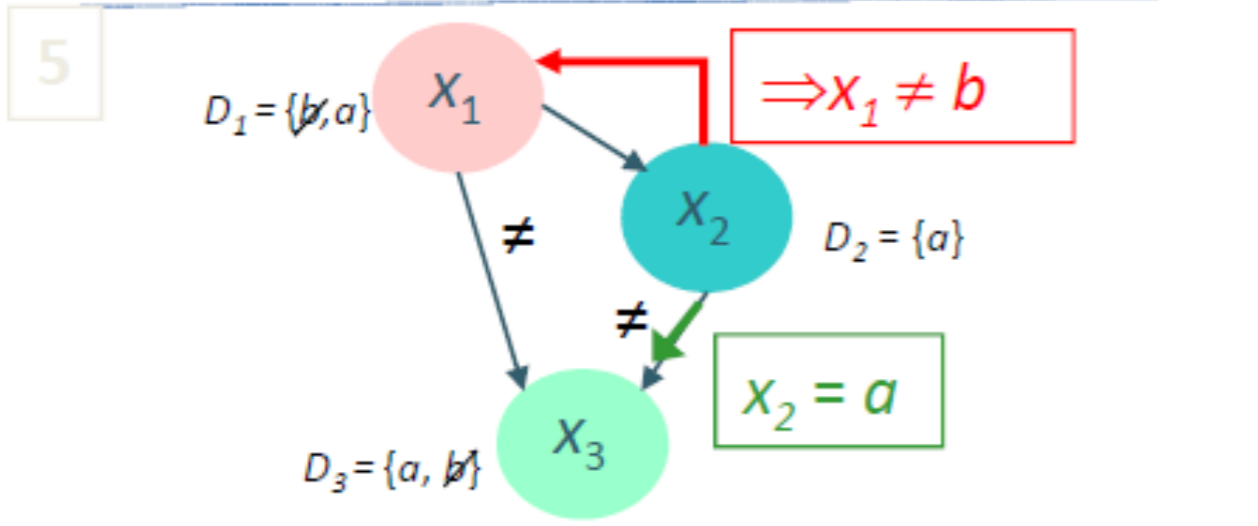 5
x₁
⇒x₁ ≠ b
D₁ = {b,a}
x₂
≠
D₂ = {a}
≠
x₂ = a
x₃
D₃ = {a, b}